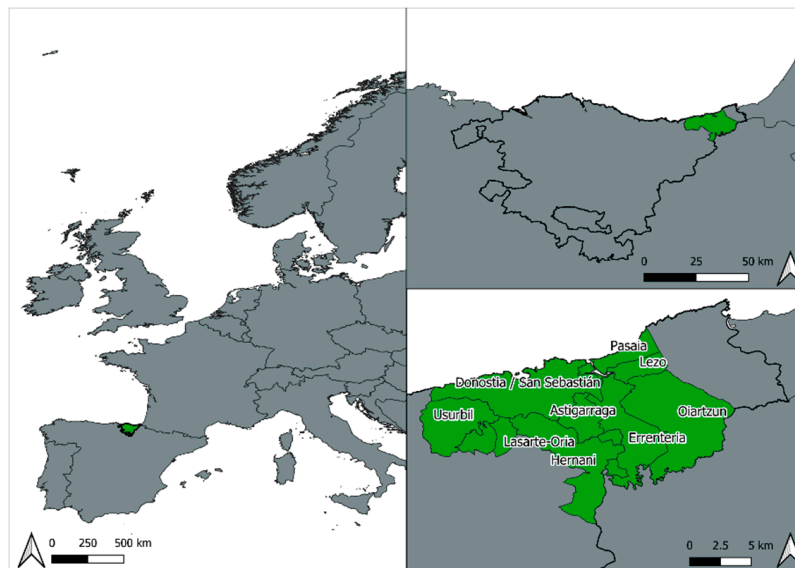 0 250 500 km
0 25 50 km
Pasaia
Lezo
Donostia / San Sebastián
Usurbil
Astigarraga
Oiartzun
Lasarte-Oria
Errenteria
Hernani
0 2.5 5 km